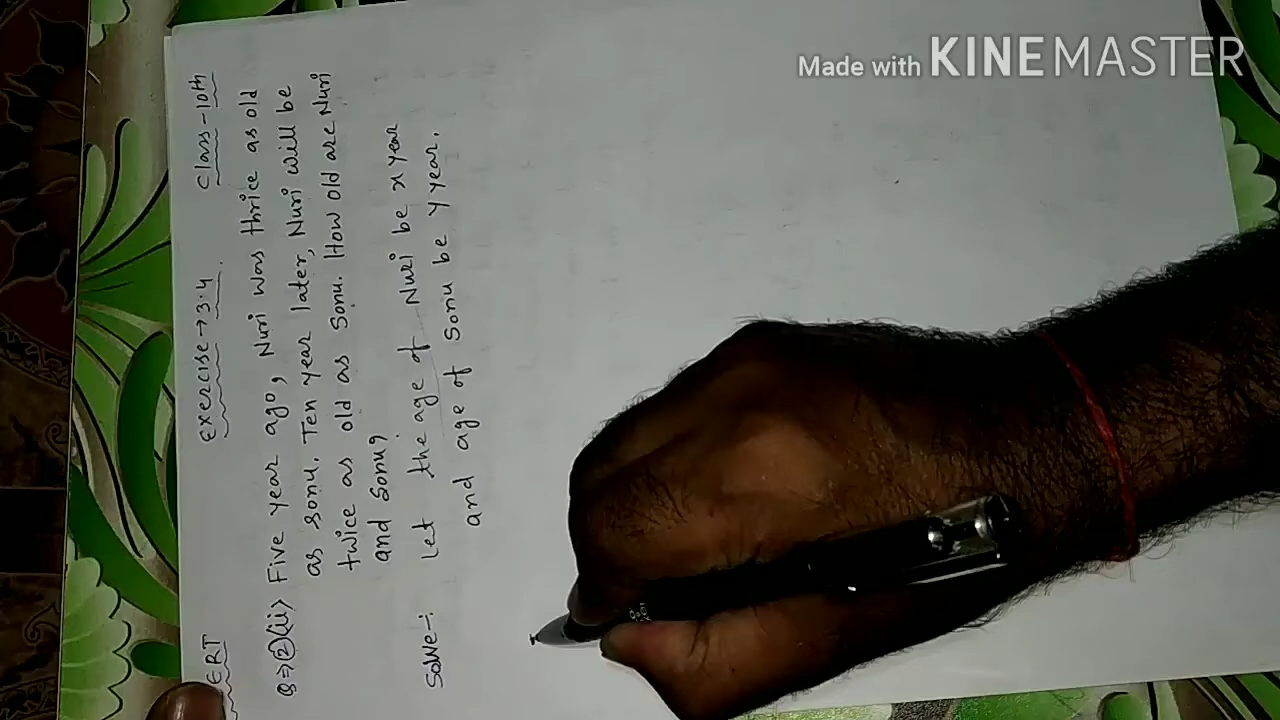 Made with KINEMASTER
ERT Exercise→3.4. Class-10th
Q⇒②(ii)> Five year ago, Nuri was thrice as old
as sonu. Ten year later, Nuri will be
twice as old as Sonu. How old are Nuri
and Sonu,
Solve-: Let the age of Nuri be x year
and age of Sonu be y year.